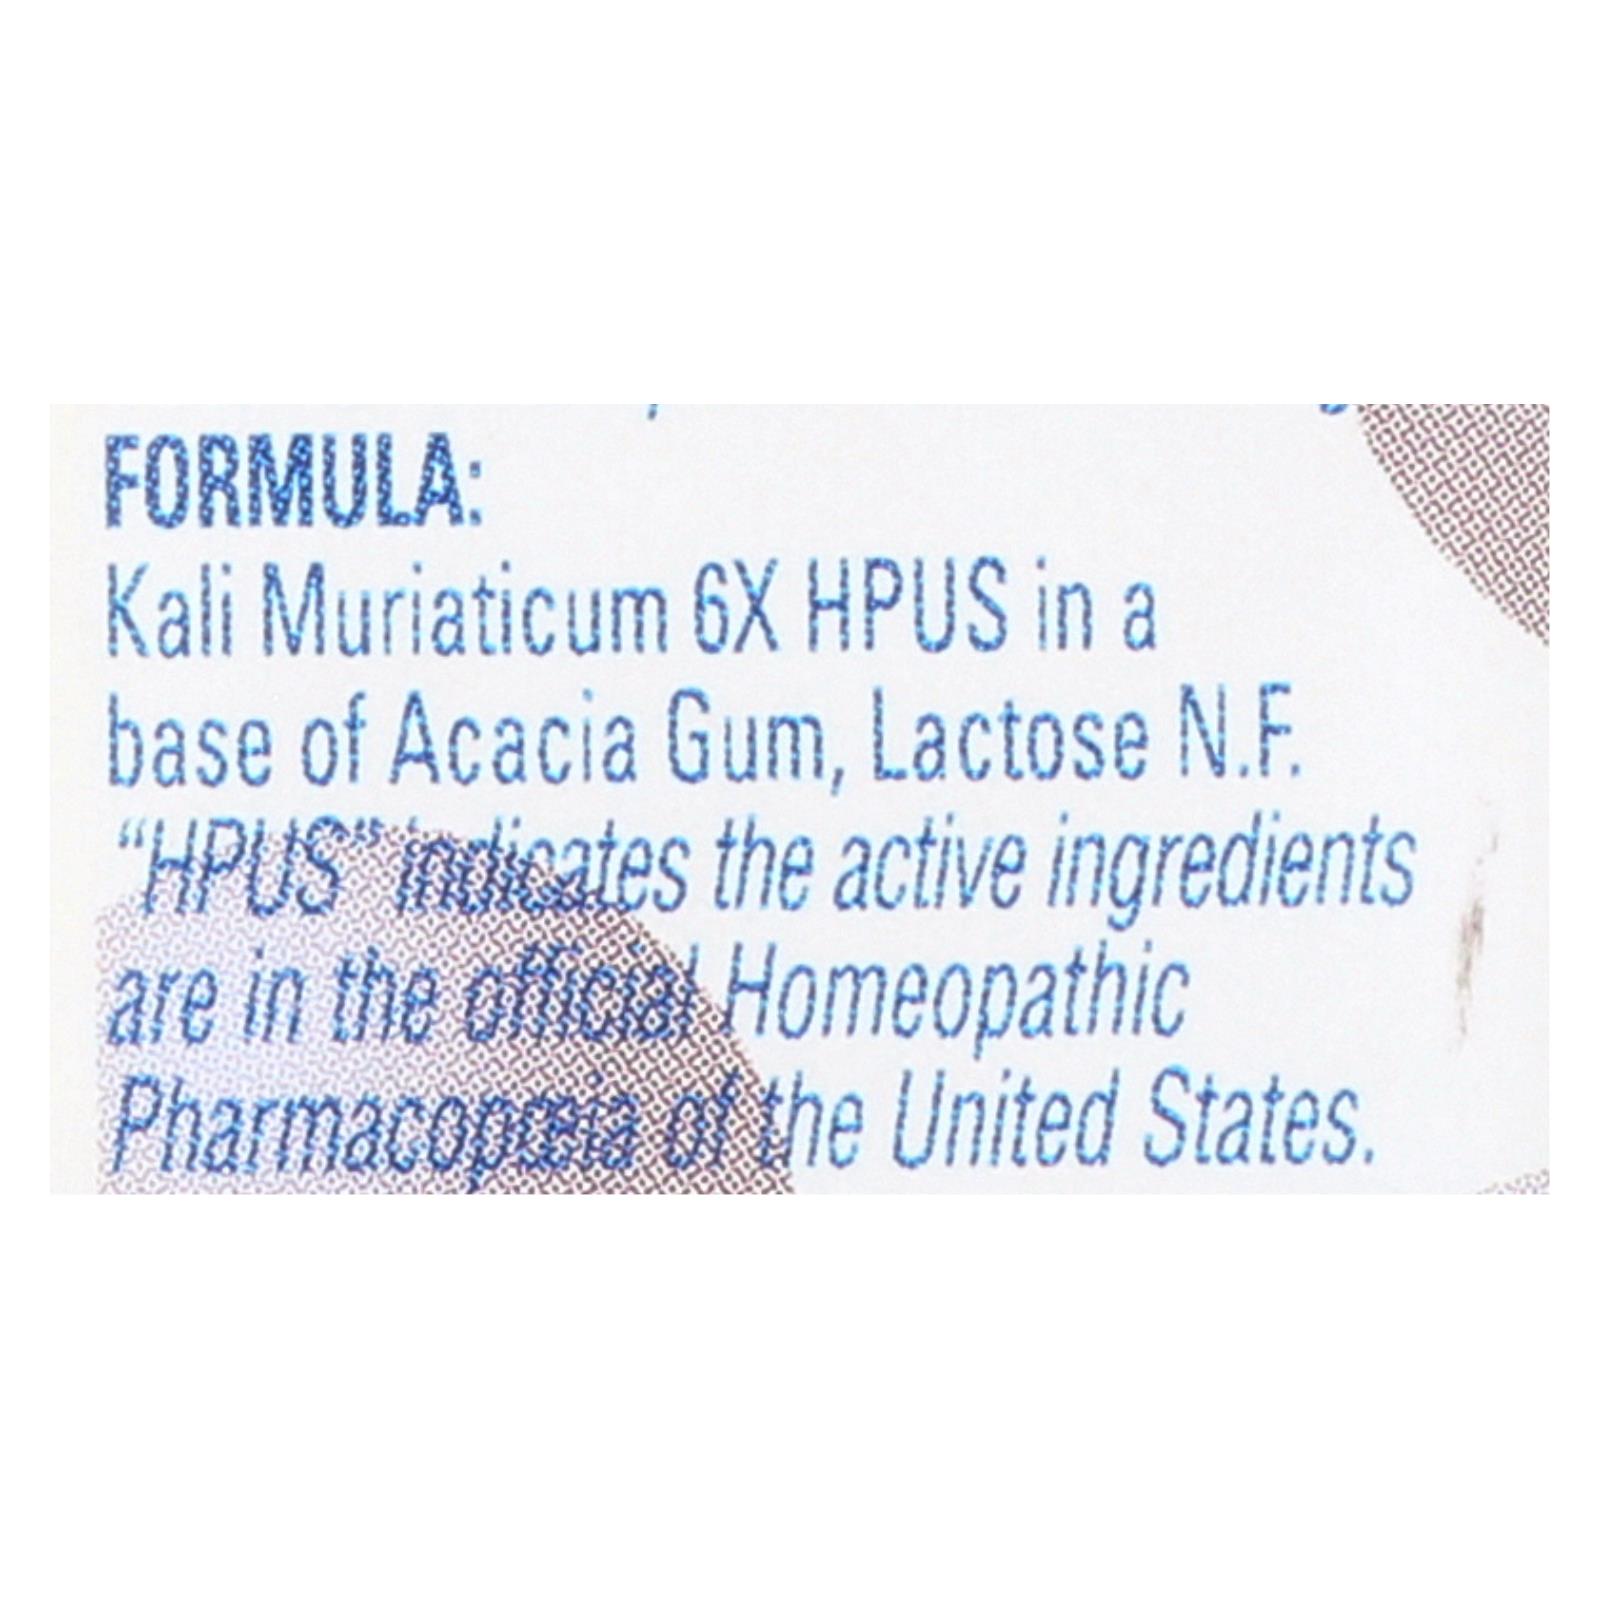 FORMULA:
Kali Muriaticum 6X HPUS in a
base of Acacia Gum, Lactose N.F.
“HPUS” indicates the active ingredients
are in the official Homeopathic
Pharmacopœia of the United States.